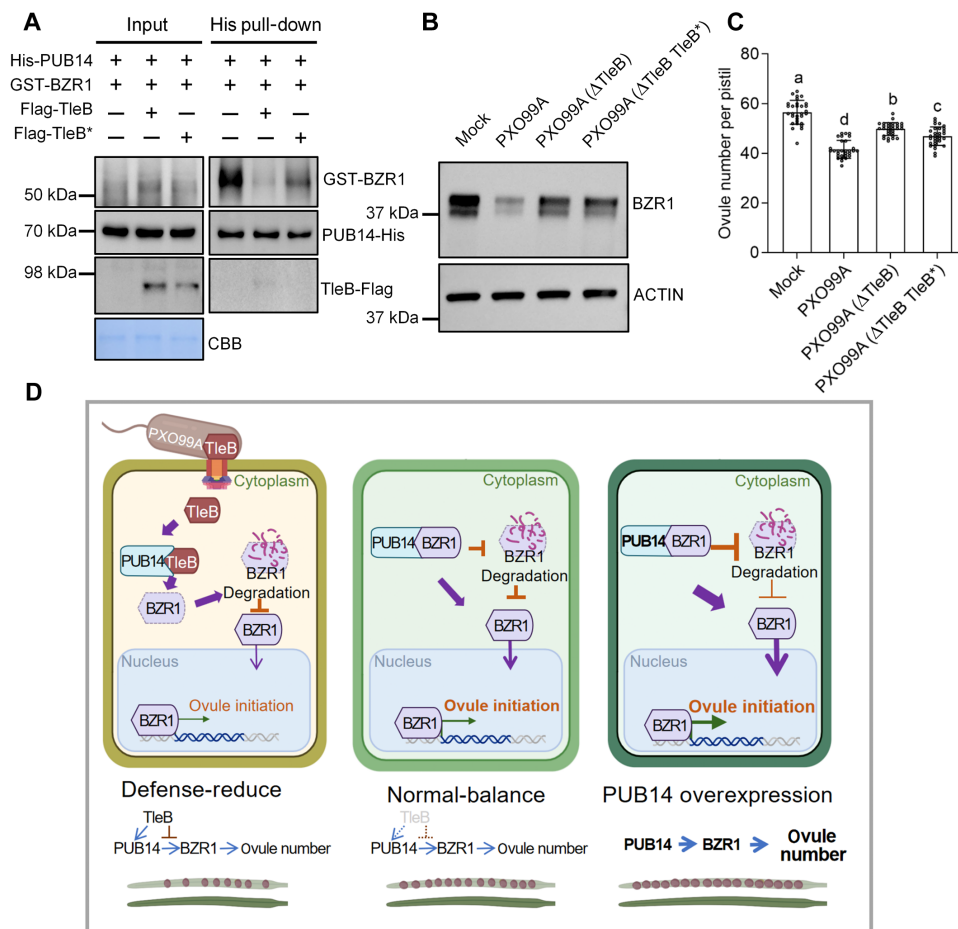 A
Input
His pull-down
His-PUB14 + + + + + +
GST-BZR1 + + + + + +
Flag-TleB — + — — + —
Flag-TleB* — — + — — +
50 kDa
GST-BZR1
70 kDa
PUB14-His
98 kDa
TleB-Flag
CBB
B
Mock
PXO99A
PXO99A (ΔTleB)
PXO99A (ΔTleB TleB*)
37 kDa
BZR1
ACTIN
37 kDa
C
Ovule number per pistil
80
60
40
20
0
a
d
b
c
Mock
PXO99A
PXO99A (ΔTleB)
PXO99A (ΔTleB TleB*)
D
PXO99A
TleB
Cytoplasm
TleB
PUB14
TleB
BZR1
BZR1
Degradation
BZR1
Nucleus
Ovule initiation
BZR1
Cytoplasm
PUB14
BZR1
BZR1
Degradation
BZR1
Nucleus
Ovule initiation
BZR1
Cytoplasm
PUB14
BZR1
BZR1
Degradation
BZR1
Nucleus
Ovule initiation
BZR1
Defense-reduce
TleB
PUB14 → BZR1 → Ovule number
Normal-balance
TleB
PUB14 → BZR1 → Ovule number
PUB14 overexpression
PUB14 → BZR1 → Ovule
number